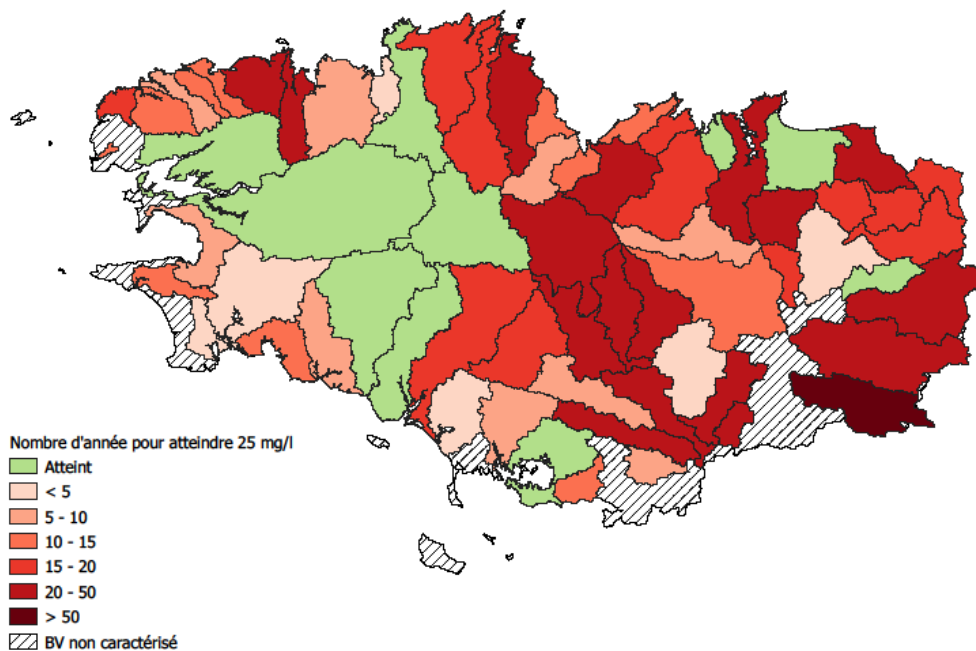 Nombre d'année pour atteindre 25 mg/l
Atteint
< 5
5 - 10
10 - 15
15 - 20
20 - 50
> 50
BV non caractérisé